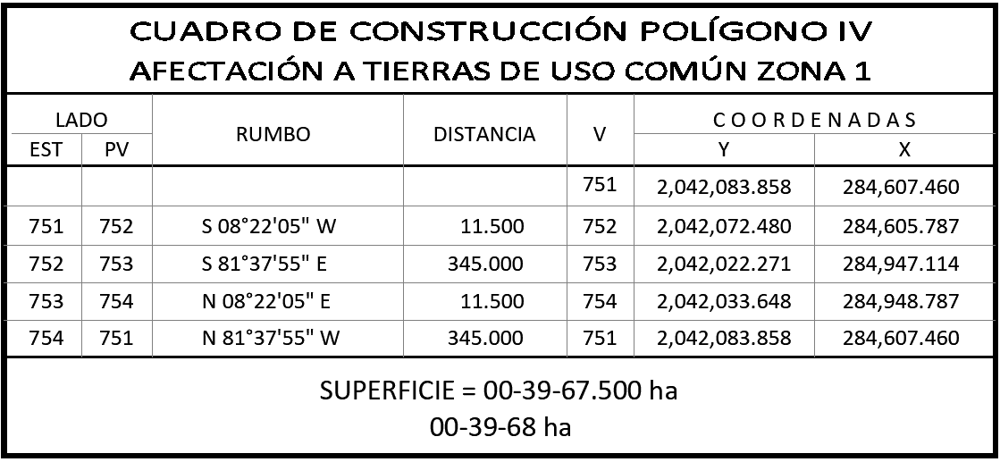 CUADRO DE CONSTRUCCIÓN POLÍGONO IV
AFECTACIÓN A TIERRAS DE USO COMÚN ZONA 1
LADO RUMBO DISTANCIA V COORDENADAS
EST PV Y X
751 2,042,083.858 284,607.460
751 752 S 08°22'05" W 11.500 752 2,042,072.480 284,605.787
752 753 S 81°37'55" E 345.000 753 2,042,022.271 284,947.114
753 754 N 08°22'05" E 11.500 754 2,042,033.648 284,948.787
754 751 N 81°37'55" W 345.000 751 2,042,083.858 284,607.460
SUPERFICIE = 00-39-67.500 ha
00-39-68 ha